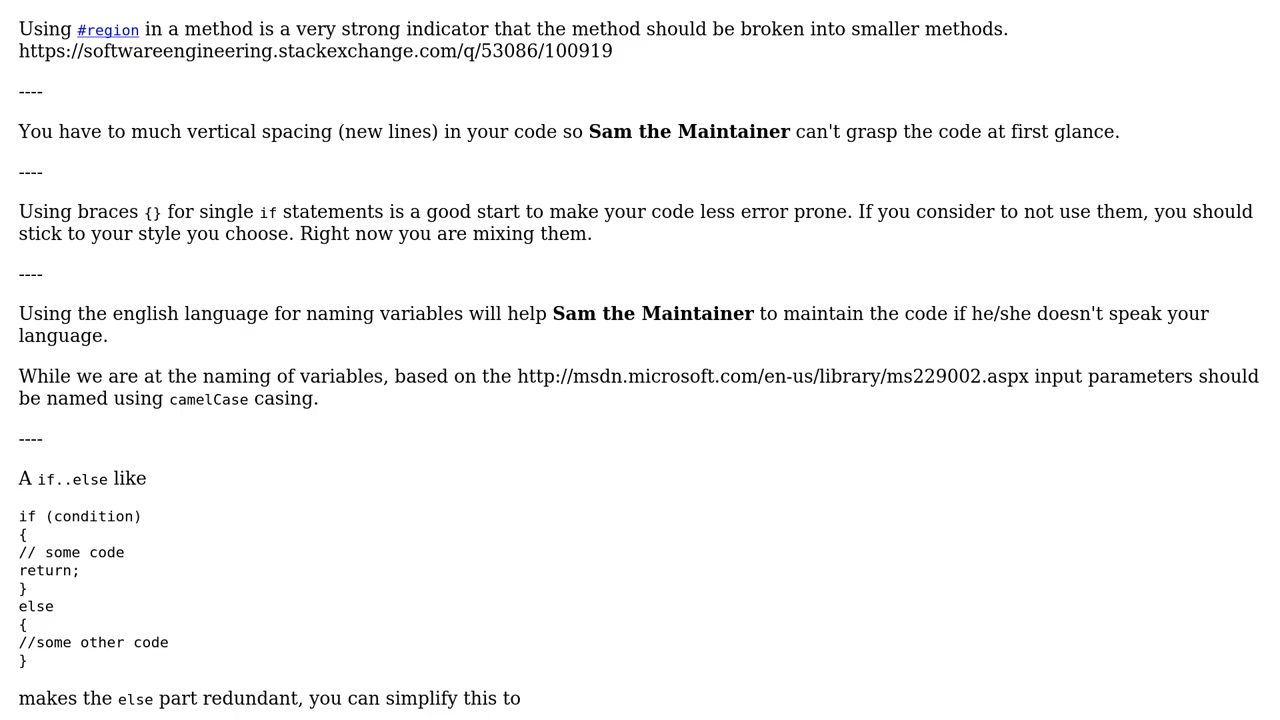 Using #region in a method is a very strong indicator that the method should be broken into smaller methods.
https://softwareengineering.stackexchange.com/q/53086/100919
----
You have to much vertical spacing (new lines) in your code so Sam the Maintainer can't grasp the code at first glance.
----
Using braces {} for single if statements is a good start to make your code less error prone. If you consider to not use them, you should
stick to your style you choose. Right now you are mixing them.
----
Using the english language for naming variables will help Sam the Maintainer to maintain the code if he/she doesn't speak your
language.
While we are at the naming of variables, based on the http://msdn.microsoft.com/en-us/library/ms229002.aspx input parameters should
be named using camelCase casing.
----
A if..else like
if (condition)
{
// some code
return;
}
else
{
//some other code
}
makes the else part redundant, you can simplify this to